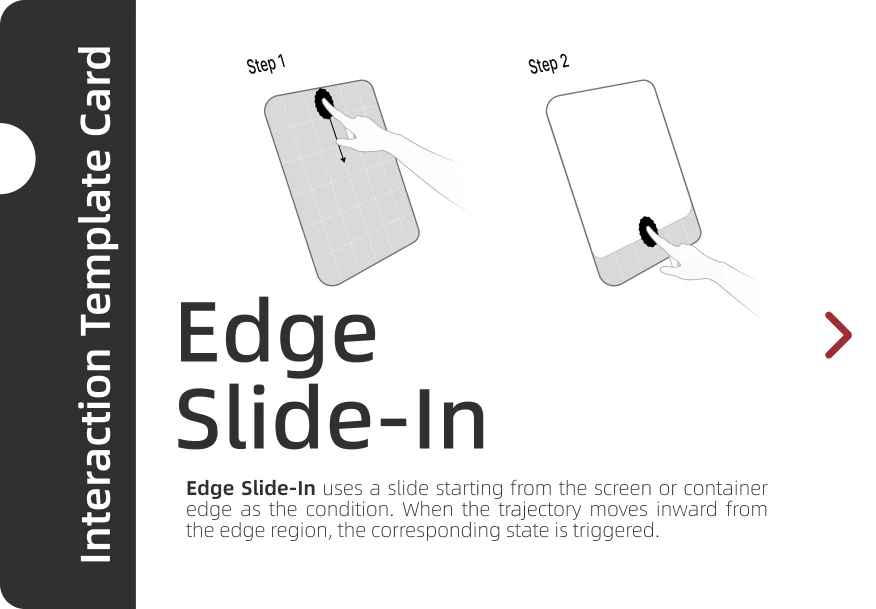 Interaction Template Card
Step 1
Step 2
Edge
Slide-In
Edge Slide-In uses a slide starting from the screen or container
edge as the condition. When the trajectory moves inward from
the edge region, the corresponding state is triggered.